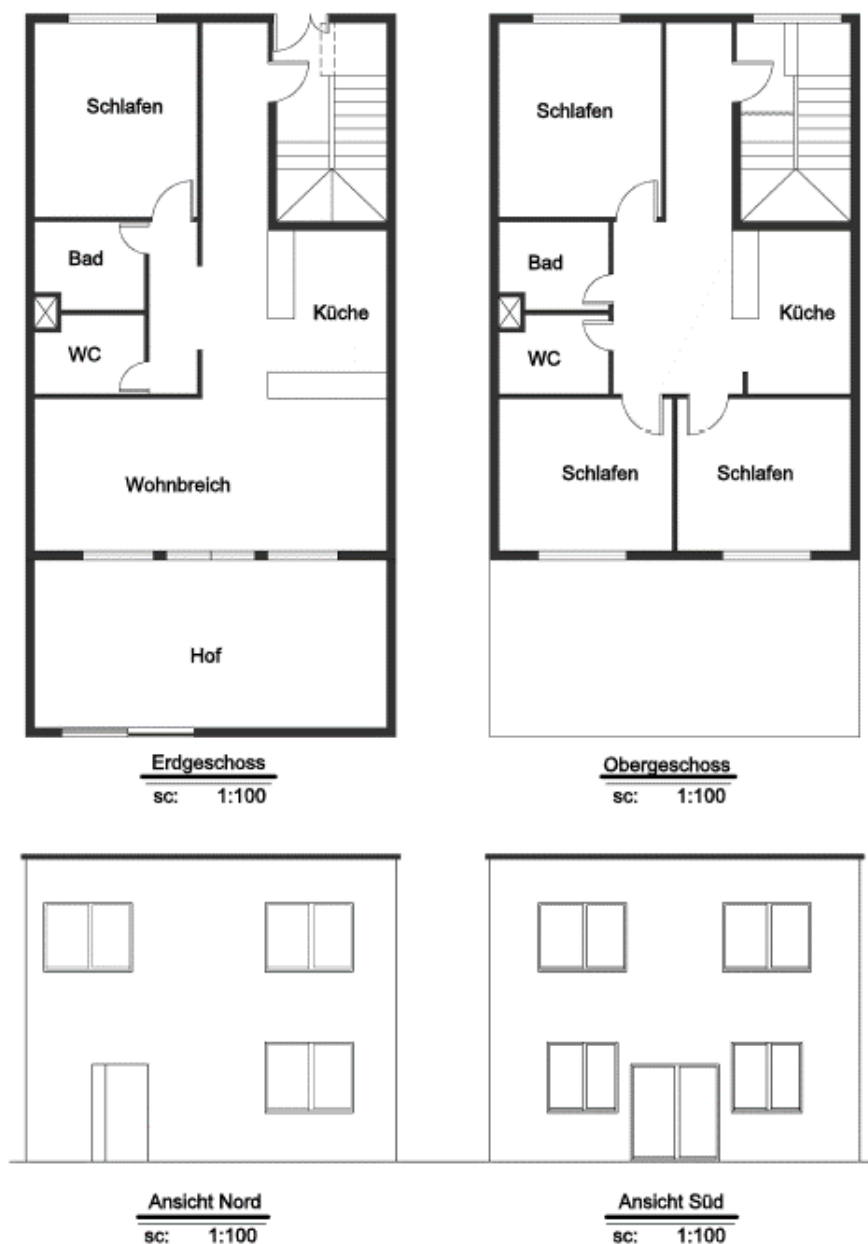 Schlafen
Bad
Küche
WC
Wohnbreich
Hof
Erdgeschoss
sc: 1:100
Schlafen
Bad
Küche
WC
Schlafen
Schlafen
Obergeschoss
sc: 1:100
Ansicht Nord
sc: 1:100
Ansicht Süd
sc: 1:100